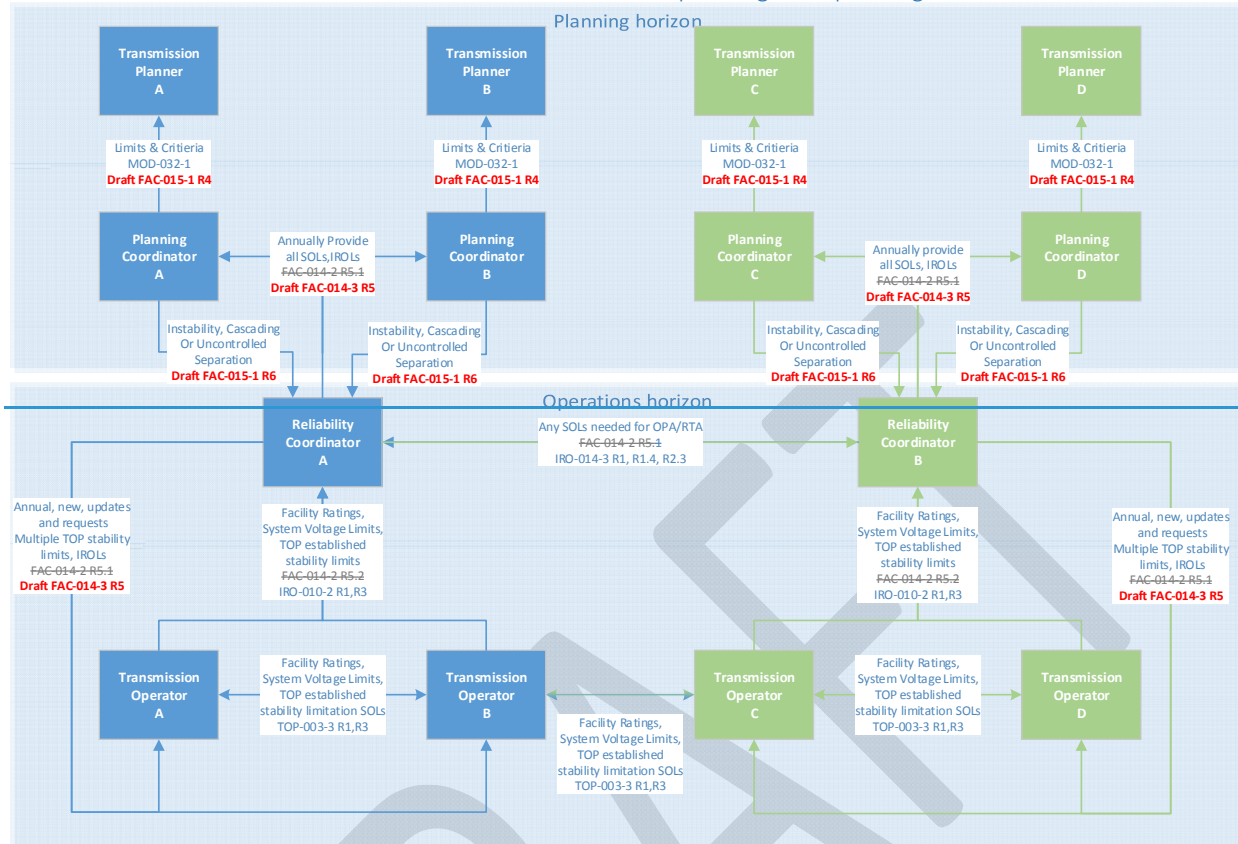 Planning horizon
Transmission
Planner
A
Transmission
Planner
B
Transmission
Planner
C
Transmission
Planner
D
Limits & Critieria
MOD-032-1
Draft FAC-015-1 R4
Limits & Critieria
MOD-032-1
Draft FAC-015-1 R4
Limits & Critieria
MOD-032-1
Draft FAC-015-1 R4
Limits & Critieria
MOD-032-1
Draft FAC-015-1 R4
Planning
Coordinator
A
Annually Provide
all SOLs,IROLs
FAC-014-2 R5.1
Draft FAC-014-3 R5
Planning
Coordinator
B
Planning
Coordinator
C
Annually provide
all SOLs, IROLs
FAC-014-2 R5.1
Draft FAC-014-3 R5
Planning
Coordinator
D
Instability, Cascading
Or Uncontrolled
Separation
Draft FAC-015-1 R6
Instability, Cascading
Or Uncontrolled
Separation
Draft FAC-015-1 R6
Instability, Cascading
Or Uncontrolled
Separation
Draft FAC-015-1 R6
Instability, Cascading
Or Uncontrolled
Separation
Draft FAC-015-1 R6
Operations horizon
Reliability
Coordinator
A
Any SOLs needed for OPA/RTA
FAC-014-2 R5.1
IRO-014-3 R1, R1.4, R2.3
Reliability
Coordinator
B
Annual, new, updates
and requests
Multiple TOP stability
limits, IROLs
FAC-014-2 R5.1
Draft FAC-014-3 R5
Facility Ratings,
System Voltage Limits,
TOP established
stability limits
FAC-014-2 R5.2
IRO-010-2 R1,R3
Facility Ratings,
System Voltage Limits,
TOP established
stability limits
FAC-014-2 R5.2
IRO-010-2 R1,R3
Annual, new, updates
and requests
Multiple TOP stability
limits, IROLs
FAC-014-2 R5.1
Draft FAC-014-3 R5
Transmission
Operator
A
Facility Ratings,
System Voltage Limits,
TOP established
stability limitation SOLs
TOP-003-3 R1,R3
Transmission
Operator
B
Facility Ratings,
System Voltage Limits,
TOP established
stability limitation SOLs
TOP-003-3 R1,R3
Transmission
Operator
C
Facility Ratings,
System Voltage Limits,
TOP established
stability limitation SOLs
TOP-003-3 R1,R3
Transmission
Operator
D